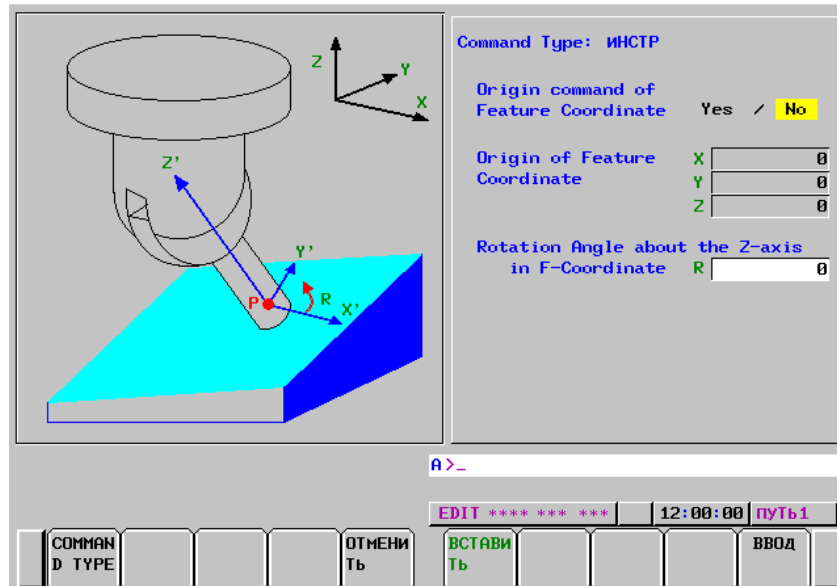 Command Type: ИНСТР
Z
Y
X
Origin command of
Feature Coordinate Yes / No
Z'
Origin of Feature X 0
Coordinate Y 0
Z 0
Y'
Rotation Angle about the Z-axis
in F-Coordinate R 0
P
R
X'
A>_
EDIT **** *** *** 12:00:00 ПУТЬ1
COMMAN
D TYPE
ОТМЕНИ
ТЬ
ВСТАВИ
ТЬ
ВВОД